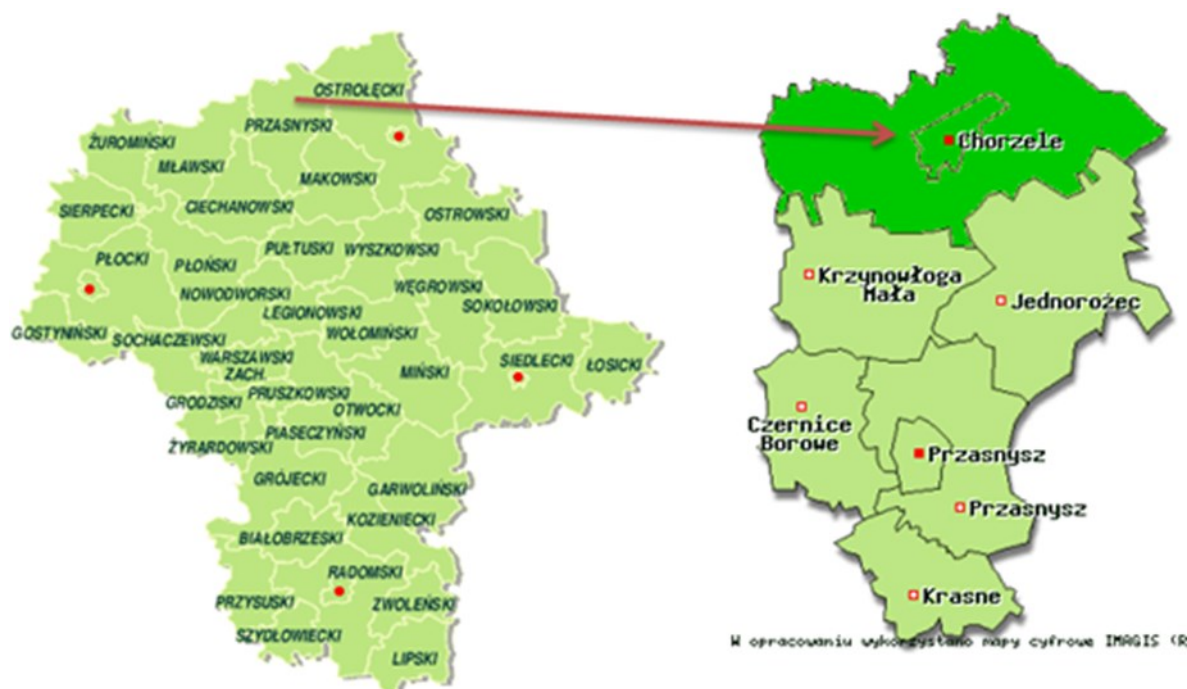 OSTROŁĘCKI
PRZASNYSKI
ŻUROMIŃSKI
MŁAWSKI
MAKOWSKI
SIERPECKI
CIECHANOWSKI
OSTROWSKI
PŁOCKI
PŁOŃSKI
PUŁTUSKI
WYSZKOWSKI
NOWODWORSKI
WĘGROWSKI
SOKOŁOWSKI
LEGIONOWSKI
GOSTYNIŃSKI
SOCHACZEWSKI
WOŁOMIŃSKI
WARSZAWSKI
ZACH.
MIŃSKI
SIEDLECKI
ŁOSICKI
GRODZISKI
PRUSZKOWSKI
OTWOCKI
ŻYRARDOWSKI
PIASECZYŃSKI
GRÓJECKI
GARWOLIŃSKI
KOZIENIECKI
BIAŁOBRZESKI
RADOMSKI
PRZYSUSKI
ZWOLEŃSKI
SZYDŁOWIECKI
LIPSKI
Chorzele
Krzynowłoga
Mała
Jednorożec
Czernice
Borowe
Przasnysz
Przasnysz
Krasne
W opracowaniu wykorzystano mapy cyfrowe IMAGIS (R